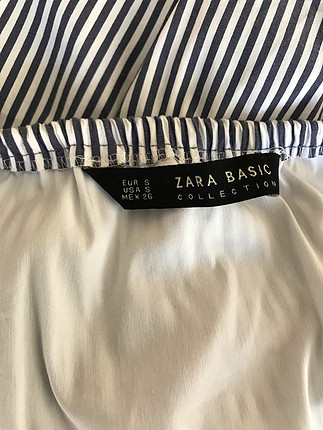 EUR S
USA S
MEX 26
ZARA BASIC
COLLECTION